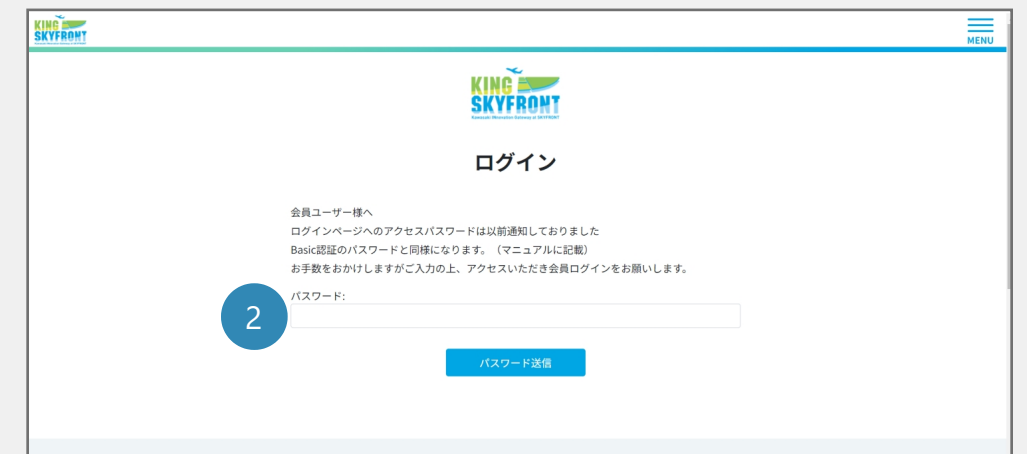 KING
SKYFRONT
MENU
KING
SKYFRONT
Kawasaki INnovation Gateway at SKYFRONT
ログイン
会員ユーザー様へ
ログインページへのアクセスパスワードは以前通知しておりました
Basic認証のパスワードと同様になります。（マニュアルに記載）
お手数をおかけしますがご入力の上、アクセスいただき会員ログインをお願いします。
パスワード:
2
パスワード送信